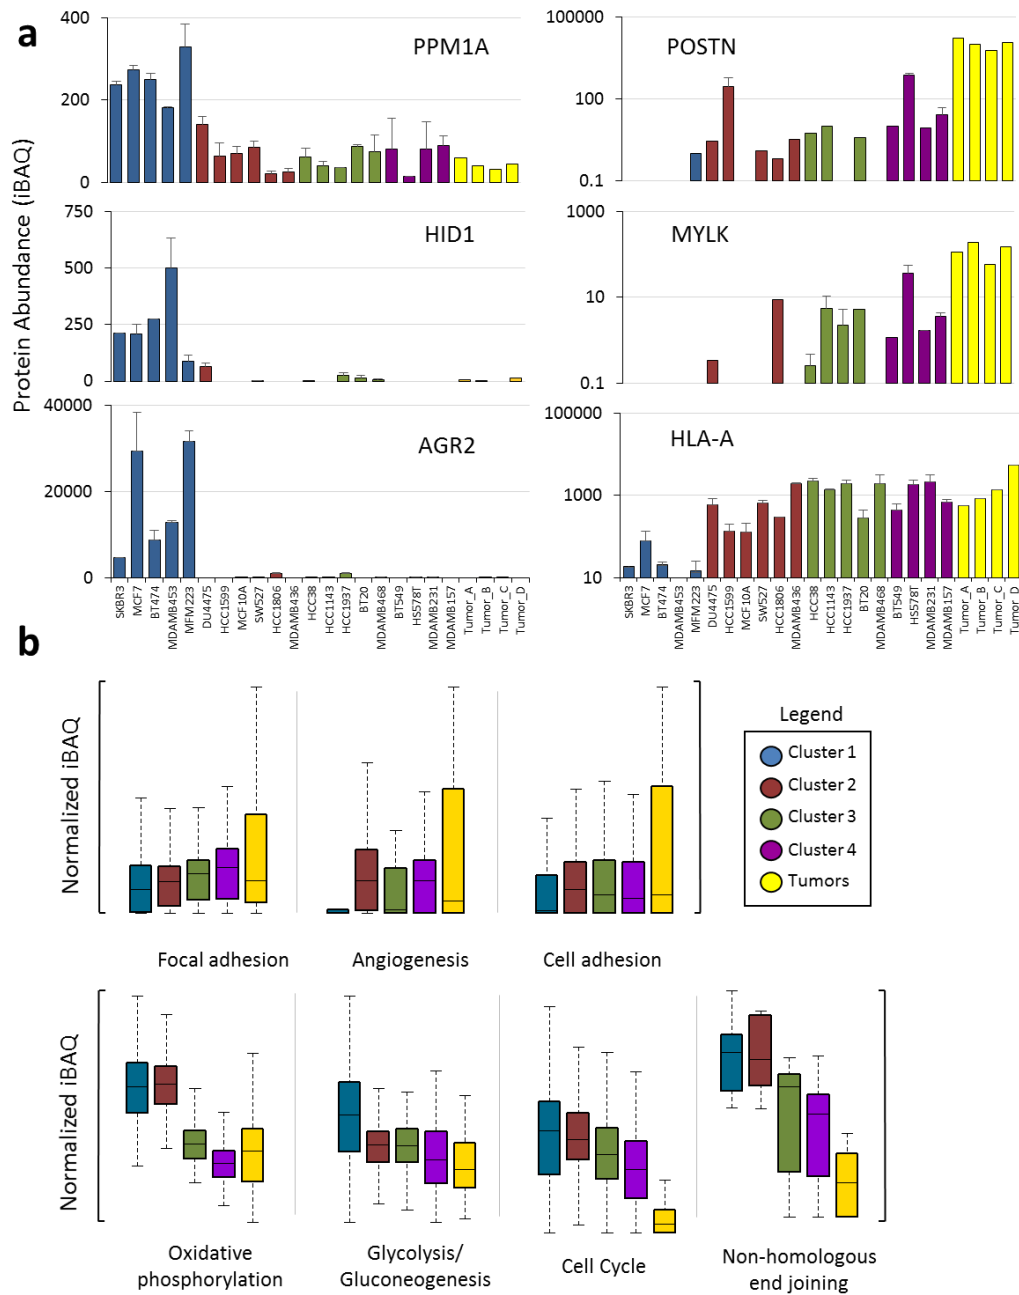 a
Protein Abundance (iBAQ)
400
200
0
PPM1A
100000
100
0.1
POSTN
750
500
250
0
HID1
1000
10
0.1
MYLK
40000
20000
0
AGR2
100000
1000
10
HLA-A
SKBR3
MCF7
BT474
MDAMB453
MFM223
DU4475
HCC1599
MCF10A
SW527
HCC1806
MDAMB436
HCC38
HCC1143
HCC1937
BT20
MDAMB468
BT549
HS578T
MDAMB231
MDAMB157
Tumor_A
Tumor_B
Tumor_C
Tumor_D
SKBR3
MCF7
BT474
MDAMB453
MFM223
DU4475
HCC1599
MCF10A
SW527
HCC1806
MDAMB436
HCC38
HCC1143
HCC1937
BT20
MDAMB468
BT549
HS578T
MDAMB231
MDAMB157
Tumor_A
Tumor_B
Tumor_C
Tumor D
b
Normalized iBAQ
Focal adhesion
Angiogenesis
Cell adhesion
Legend
Cluster 1
Cluster 2
Cluster 3
Cluster 4
Tumors
Normalized iBAQ
Oxidative
phosphorylation
Glycolysis/
Gluconeogenesis
Cell Cycle
Non-homologous
end joining